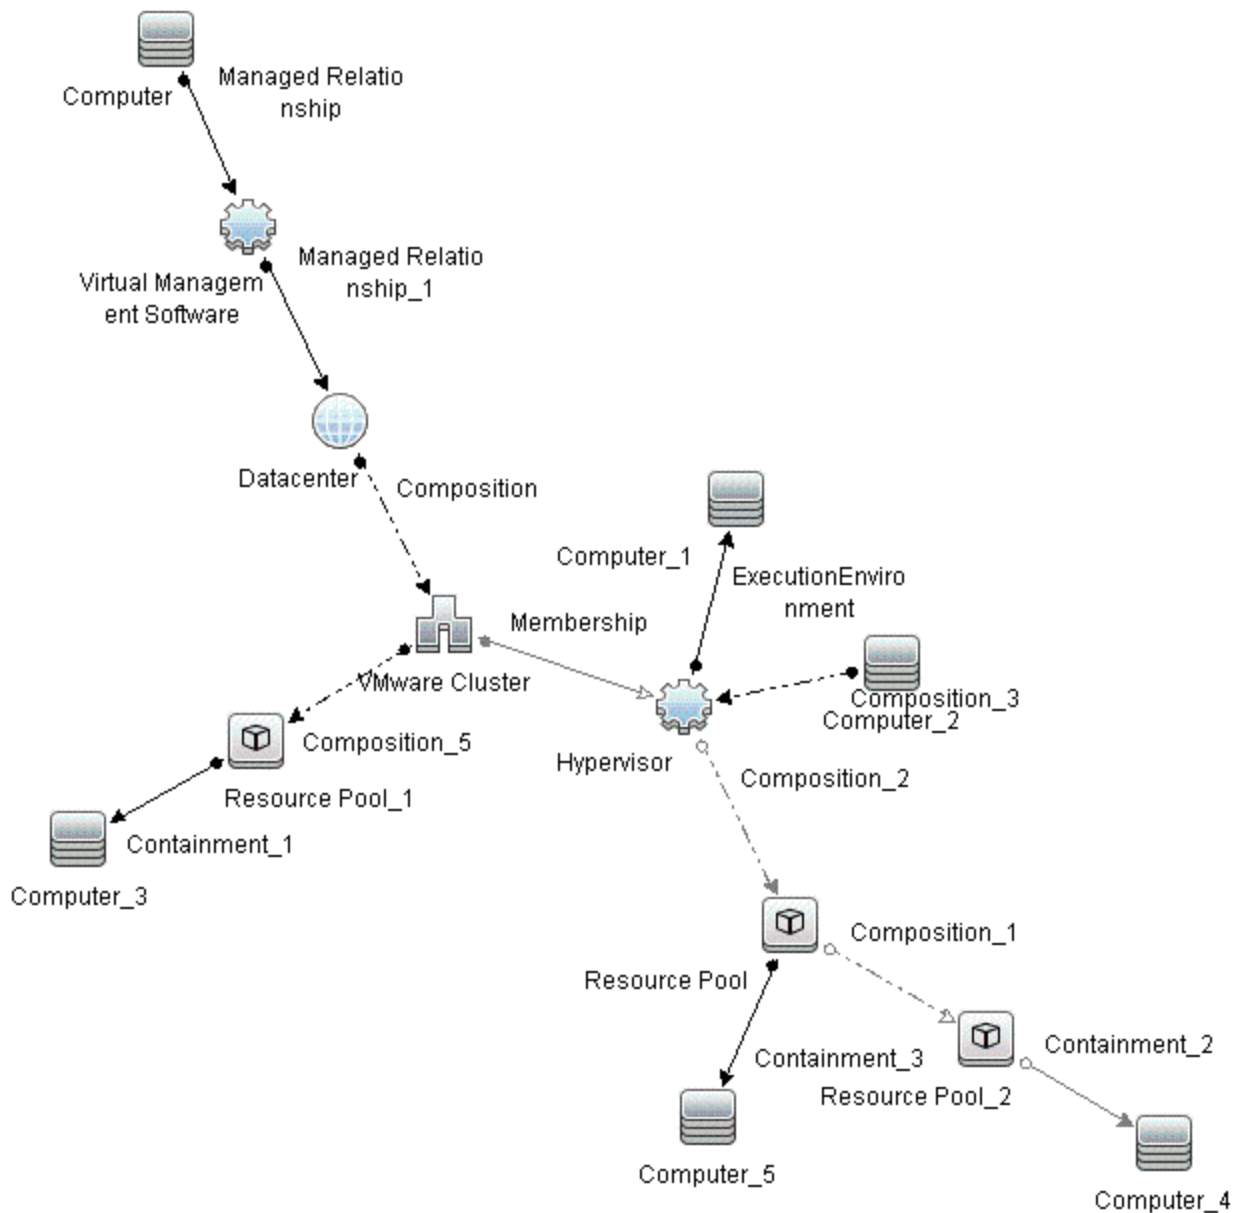 Managed Relatio
nship
Computer
Managed Relatio
nship_1
Virtual Managem
ent Software
Datacenter
Composition
Computer_1
ExecutionEnviro
nment
Membership
VMware Cluster
Composition_3
Computer_2
Composition_5
Hypervisor
Composition_2
Resource Pool_1
Containment_1
Computer_3
Composition_1
Resource Pool
Containment_3
Containment_2
Resource Pool_2
Computer_5
Computer_4